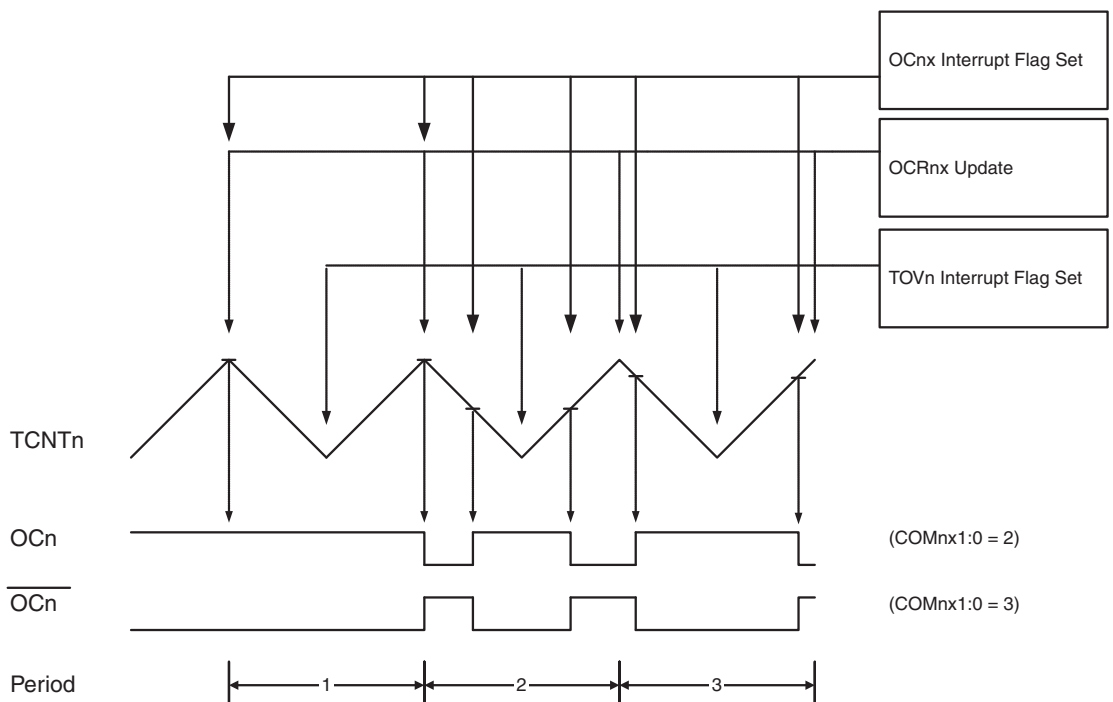 OCnx Interrupt Flag Set
OCRnx Update
TOVn Interrupt Flag Set
TCNTn
OCn
(COMnx1:0 = 2)
OCn
(COMnx1:0 = 3)
Period
1
2
3